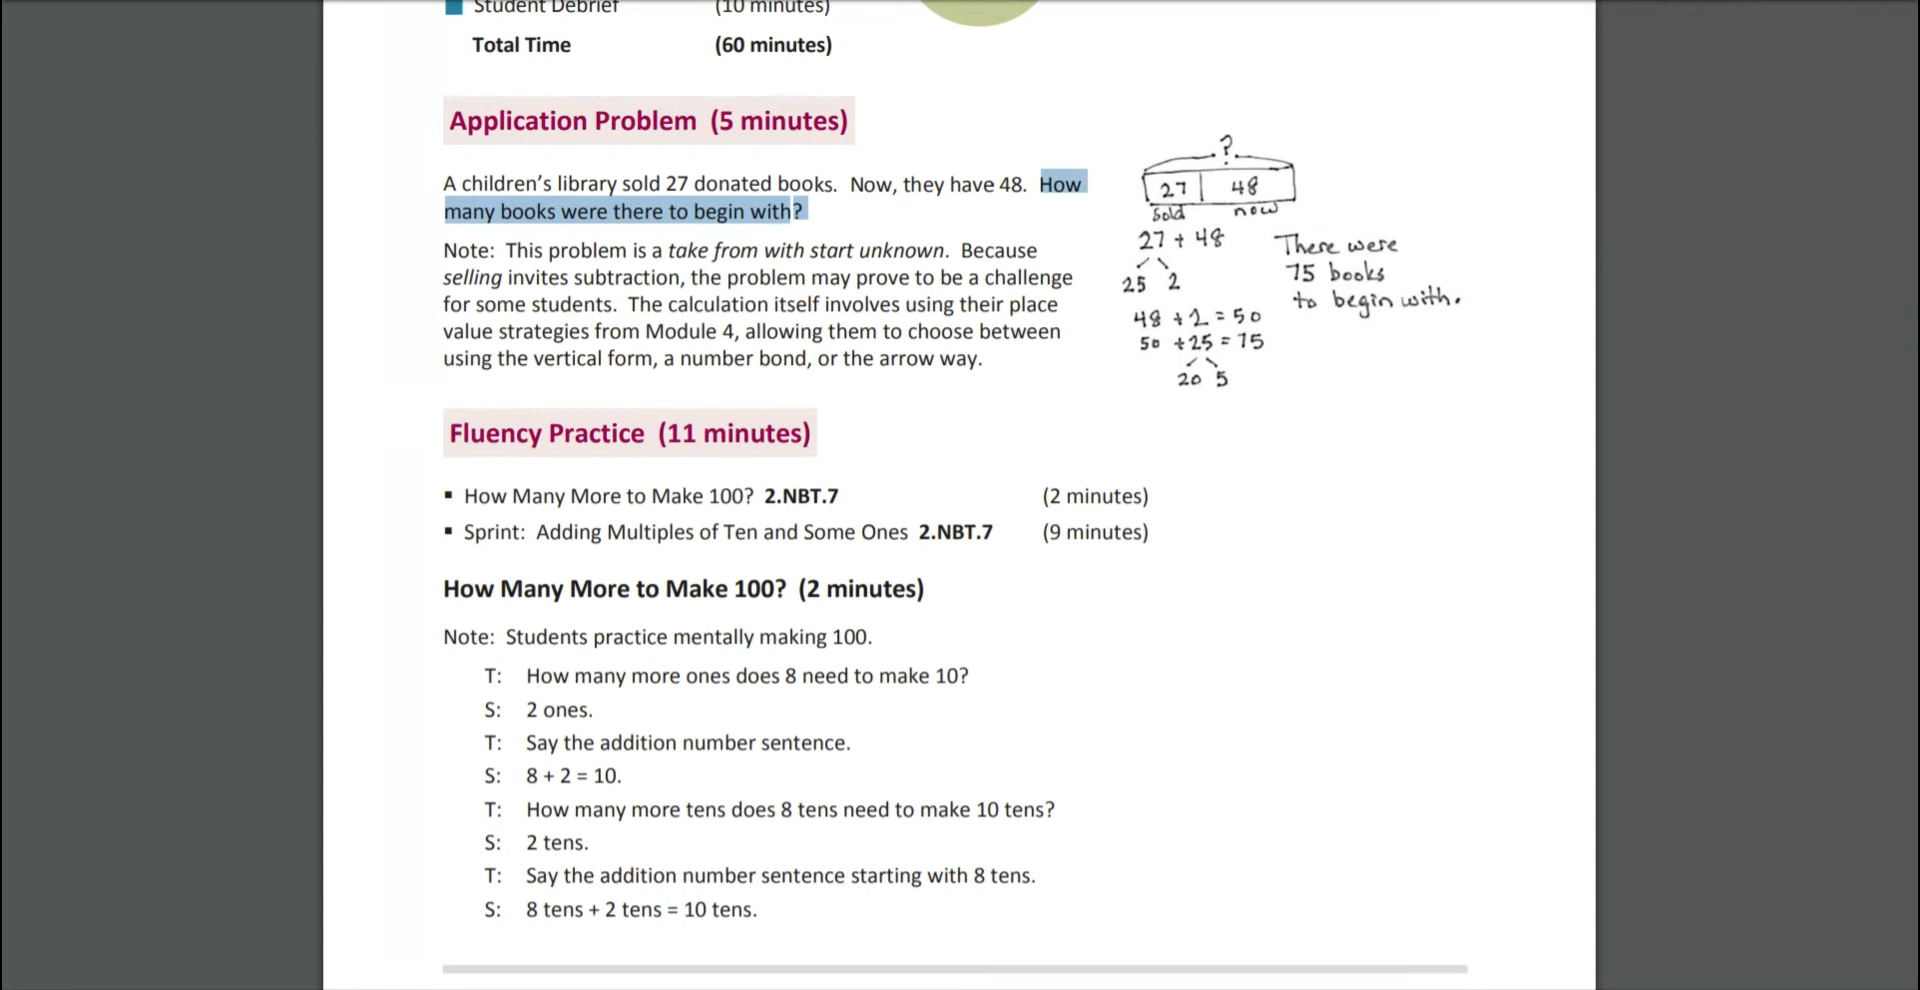 Student Debrief (10 minutes)
Total Time (60 minutes)
Application Problem (5 minutes)
A children's library sold 27 donated books. Now, they have 48. How
many books were there to begin with?
Note: This problem is a take from with start unknown. Because
selling invites subtraction, the problem may prove to be a challenge
for some students. The calculation itself involves using their place
value strategies from Module 4, allowing them to choose between
using the vertical form, a number bond, or the arrow way.
?
27 48
Sold now
27 + 48
25 2
48 + 2 = 50
50 + 25 = 75
20 5
There were
75 books
to begin with.
Fluency Practice (11 minutes)
▪ How Many More to Make 100? 2.NBT.7 (2 minutes)
▪ Sprint: Adding Multiples of Ten and Some Ones 2.NBT.7 (9 minutes)
How Many More to Make 100? (2 minutes)
Note: Students practice mentally making 100.
T: How many more ones does 8 need to make 10?
S: 2 ones.
T: Say the addition number sentence.
S: 8 + 2 = 10.
T: How many more tens does 8 tens need to make 10 tens?
S: 2 tens.
T: Say the addition number sentence starting with 8 tens.
S: 8 tens + 2 tens = 10 tens.